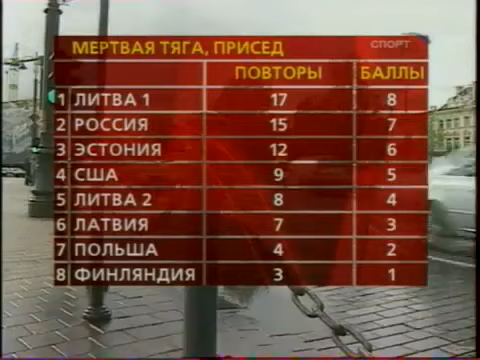 МЕРТВАЯ ТЯГА, ПРИСЕД
СПОРТ
ПОВТОРЫ БАЛЛЫ
1 ЛИТВА 1 17 8
2 РОССИЯ 15 7
3 ЭСТОНИЯ 12 6
4 США 9 5
5 ЛИТВА 2 8 4
6 ЛАТВИЯ 7 3
7 ПОЛЬША 4 2
8 ФИНЛЯНДИЯ 3 1